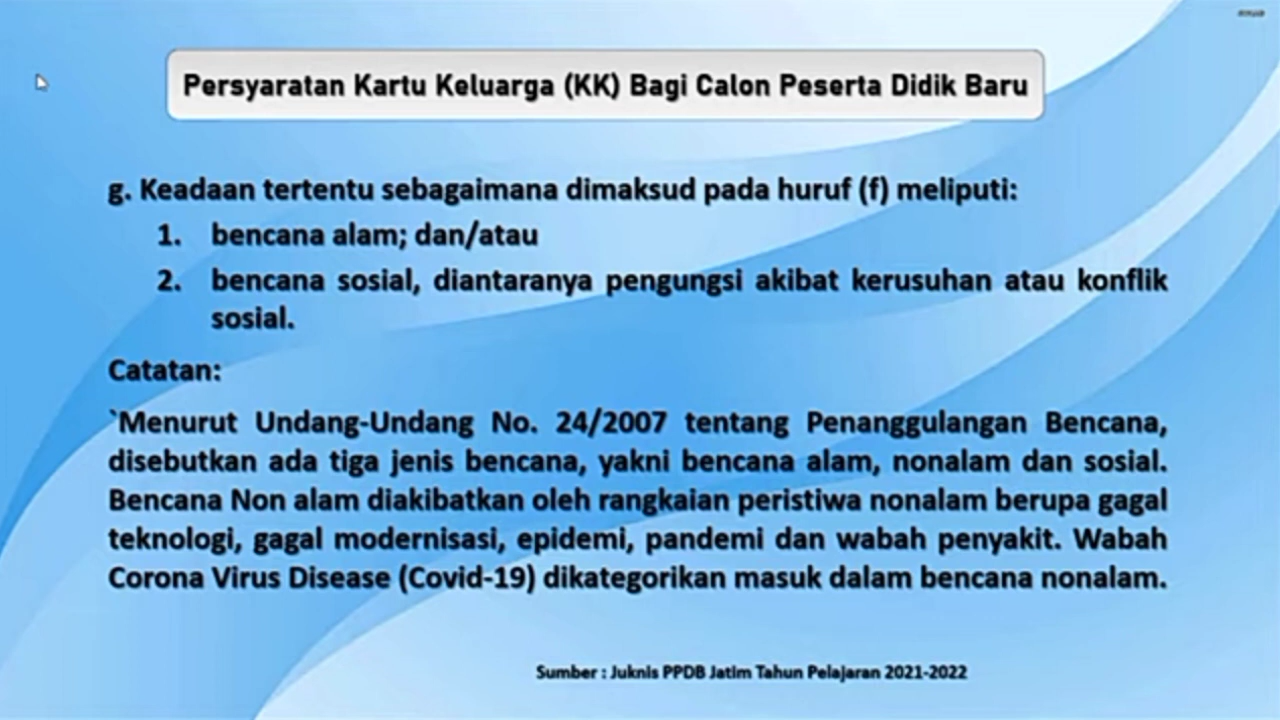 Persyaratan Kartu Keluarga (KK) Bagi Calon Peserta Didik Baru
g. Keadaan tertentu sebagaimana dimaksud pada huruf (f) meliputi:
1. bencana alam; dan/atau
2. bencana sosial, diantaranya pengungsi akibat kerusuhan atau konflik
sosial.
Catatan:
`Menurut Undang-Undang No. 24/2007 tentang Penanggulangan Bencana,
disebutkan ada tiga jenis bencana, yakni bencana alam, nonalam dan sosial.
Bencana Non alam diakibatkan oleh rangkaian peristiwa nonalam berupa gagal
teknologi, gagal modernisasi, epidemi, pandemi dan wabah penyakit. Wabah
Corona Virus Disease (Covid-19) dikategorikan masuk dalam bencana nonalam.
Sumber : Juknis PPDB Jatim Tahun Pelajaran 2021-2022